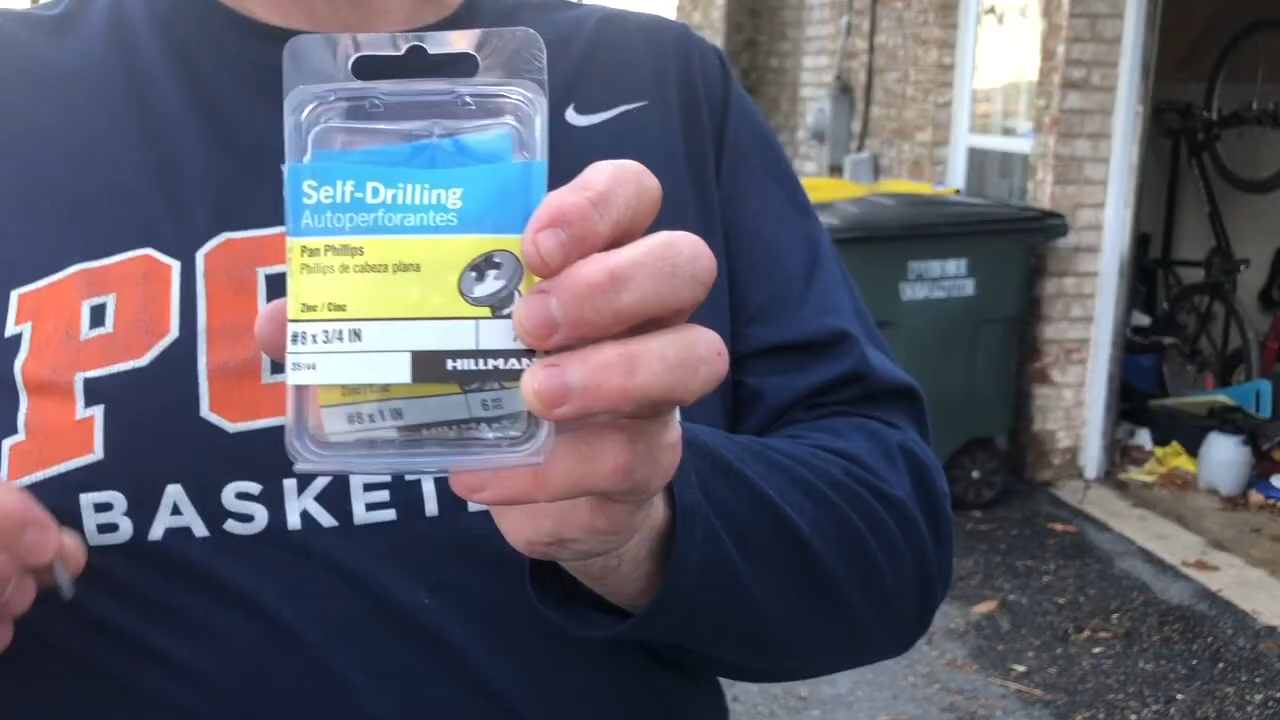 Self-Drilling
Autoperforantes
Pan Phillips
Phillips de cabeza plana
Zinc / Cinc
#8 x 3/4 IN
35144
HILLMAN
#8 x 1 IN
6
PO
BASKET